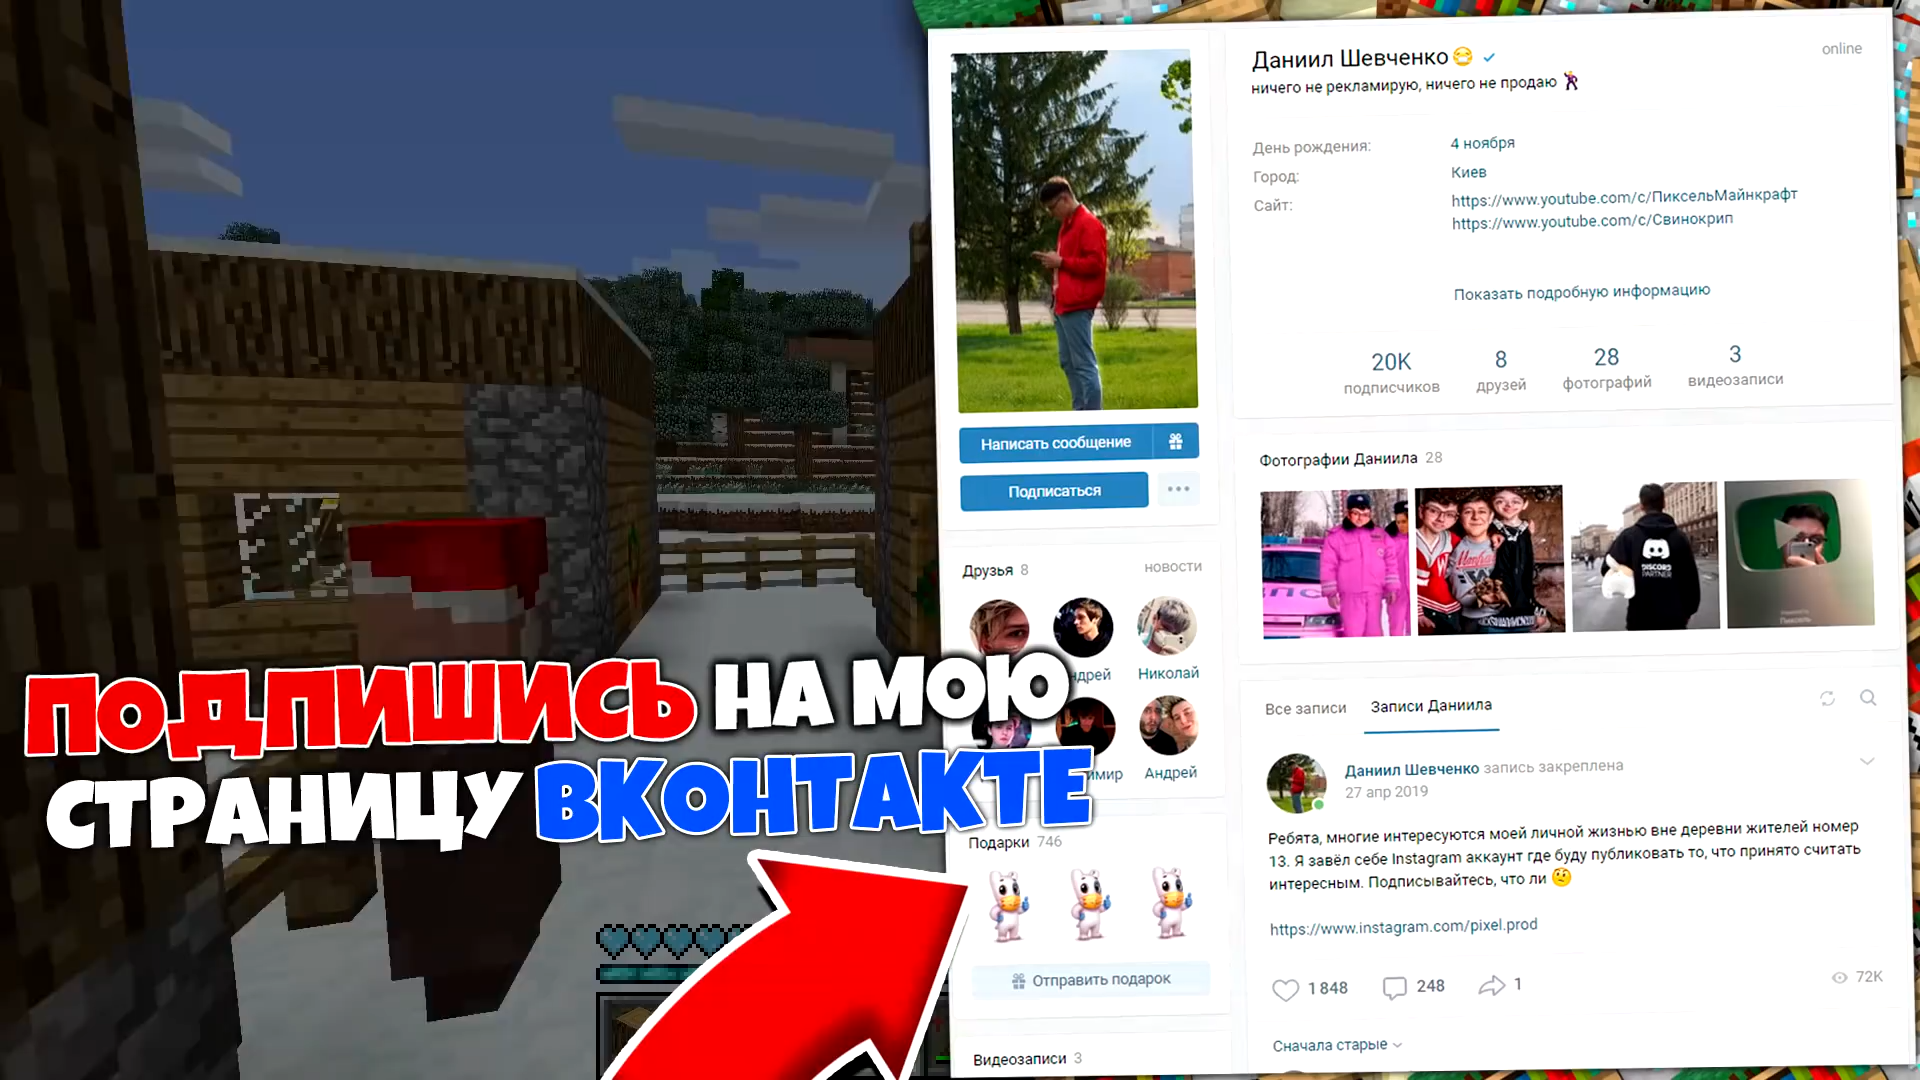 Даниил Шевченко
online
ничего не рекламирую, ничего не продаю
День рождения: 4 ноября
Город: Киев
Сайт: https://www.youtube.com/c/ПиксельМайнкрафт
https://www.youtube.com/c/Свинокрип
Показать подробную информацию
20K 8 28 3
подписчиков друзей фотографий видеозаписи
Написать сообщение
Подписаться
Фотографии Даниила 28
DISCORD
PARTNER
Друзья 8 новости
Николай
Андрей
Подарки 746
Отправить подарок
Видеозаписи 3
Все записи Записи Даниила
Даниил Шевченко запись закреплена
27 апр 2019
Ребята, многие интересуются моей личной жизнью вне деревни жителей номер
13. Я завёл себе Instagram аккаунт где буду публиковать то, что принято считать
интересным. Подписывайтесь, что ли
https://www.instagram.com/pixel.prod
1 848 248 1 72K
Сначала старые
ПОДПИШИСЬ НА МОЮ
СТРАНИЦУ ВКОНТАКТЕ